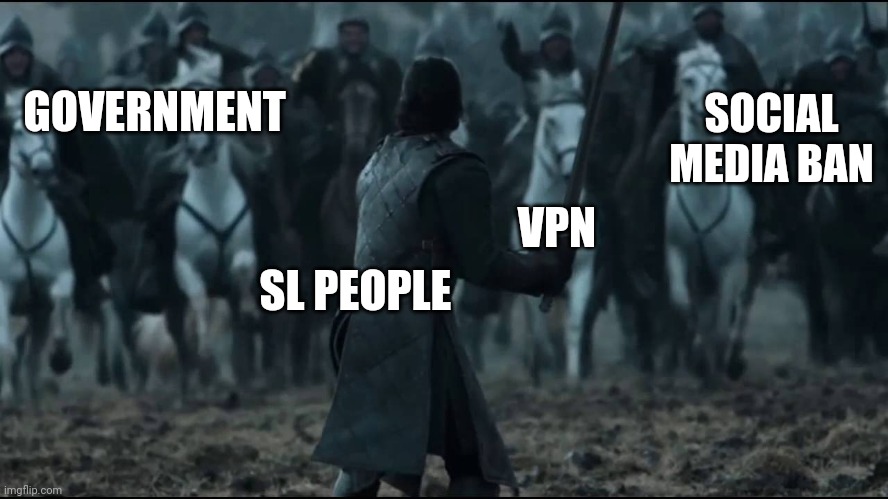 GOVERNMENT
SOCIAL
MEDIA BAN
VPN
SL PEOPLE
imgflip.com